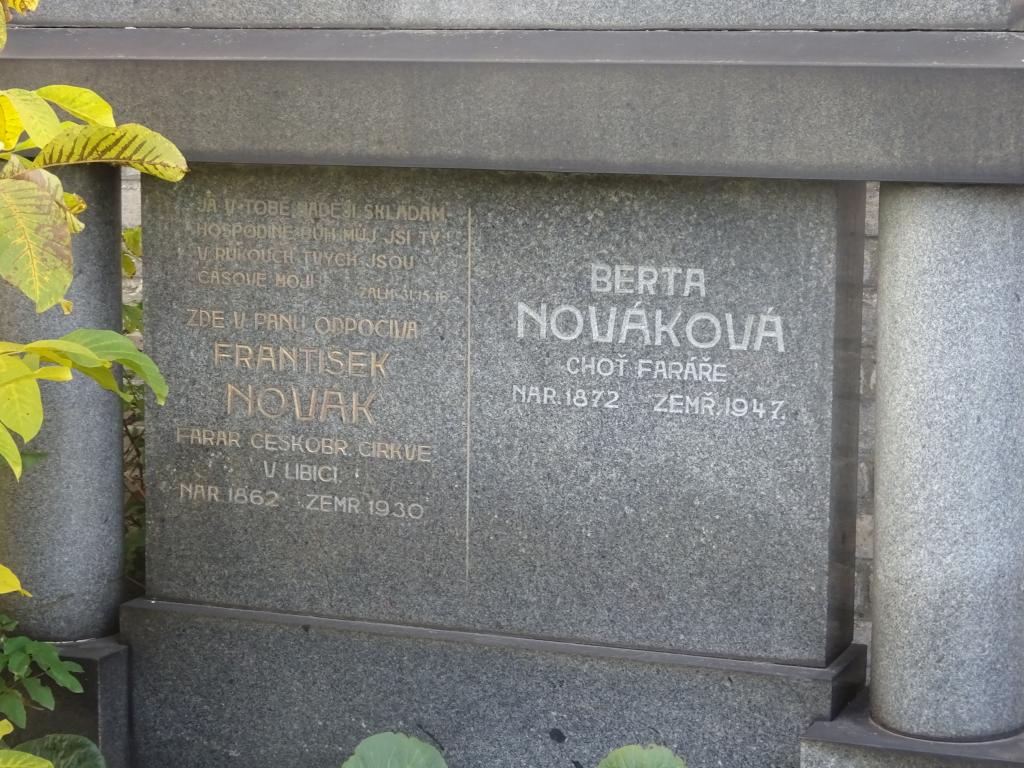 JÁ V TOBĚ NADĚJI SKLÁDÁM
HOSPODINE BŮH MŮJ JSI TY
V RUKOUCH TVÝCH JSOU
ČASOVÉ MOJI
ŽALM 31.15.16.
ZDE V PÁNU ODPOČÍVÁ
FRANTIŠEK
NOVÁK
FARÁŘ ČESKOBR. CÍRKVE
V LIBICI
NAR. 1862 ZEMŘ. 1930
BERTA
NOVÁKOVÁ
CHOŤ FARÁŘE
NAR. 1872 ZEMŘ. 1947.